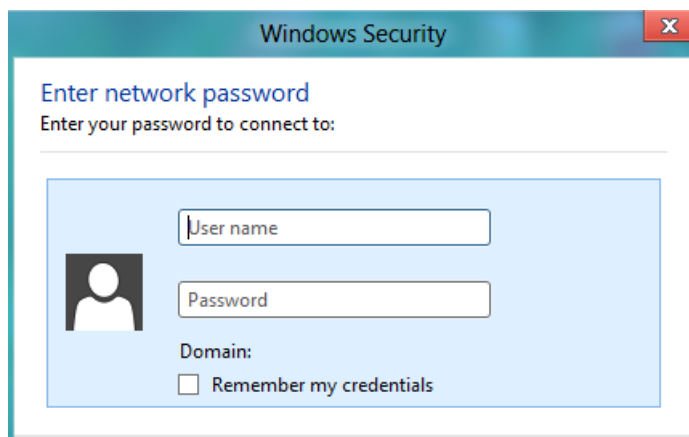 Windows Security
x
Enter network password
Enter your password to connect to:
User name
Password
Domain:
Remember my credentials